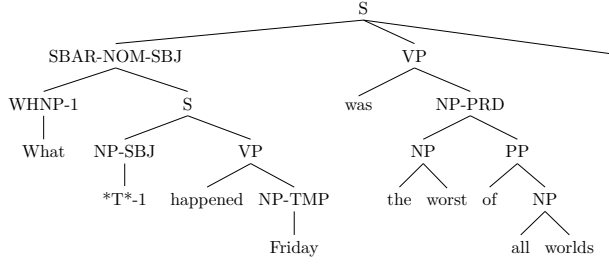 S
SBAR-NOM-SBJ VP
WHNP-1 S was NP-PRD
What NP-SBJ VP NP PP
*T*-1 happened NP-TMP the worst of NP
Friday all worlds